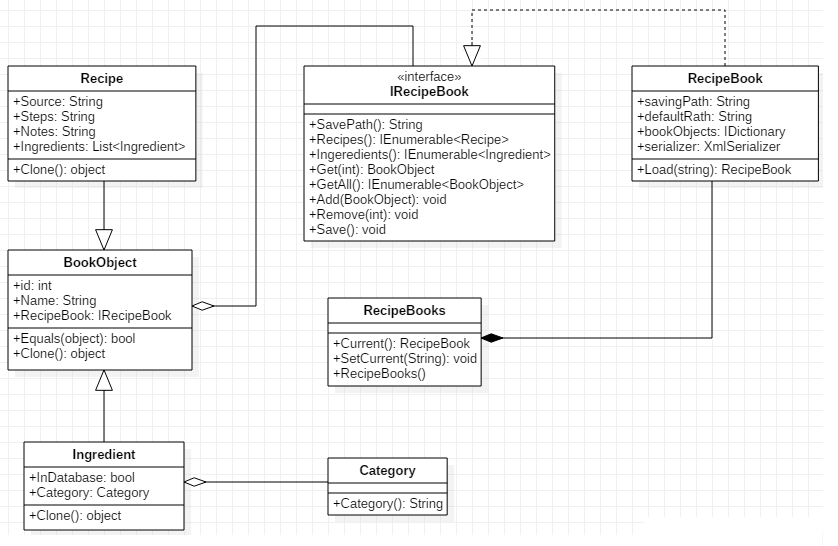 Recipe
+Source: String
+Steps: String
+Notes: String
+Ingredients: List<Ingredient>
+Clone(): object
«interface»
IRecipeBook
+SavePath(): String
+Recipes(): IEnumerable<Recipe>
+Ingeredients(): IEnumerable<Ingredient>
+Get(int): BookObject
+GetAll(): IEnumerable<BookObject>
+Add(BookObject): void
+Remove(int): void
+Save(): void
RecipeBook
+savingPath: String
+defaultRath: String
+bookObjects: IDictionary
+serializer: XmlSerializer
+Load(string): RecipeBook
BookObject
+id: int
+Name: String
+RecipeBook: IRecipeBook
+Equals(object): bool
+Clone(): object
RecipeBooks
+Current(): RecipeBook
+SetCurrent(String): void
+RecipeBooks()
Ingredient
+InDatabase: bool
+Category: Category
+Clone(): object
Category
+Category(): String